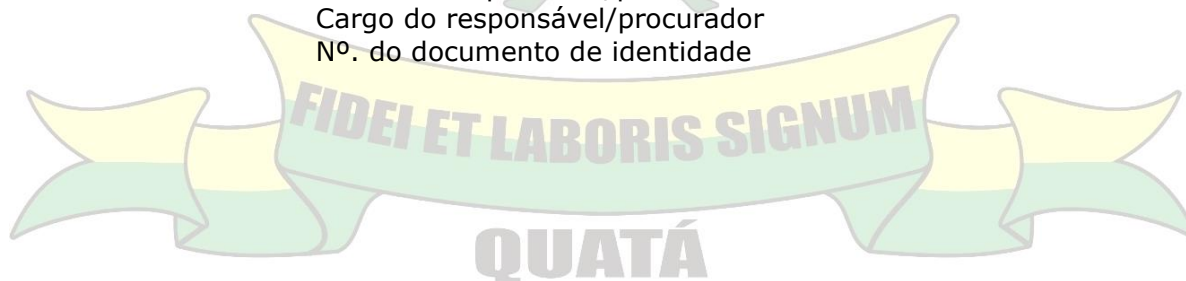 Cargo do responsável/procurador
Nº. do documento de identidade
FIDEI ET LABORIS SIGNUM
QUATÁ